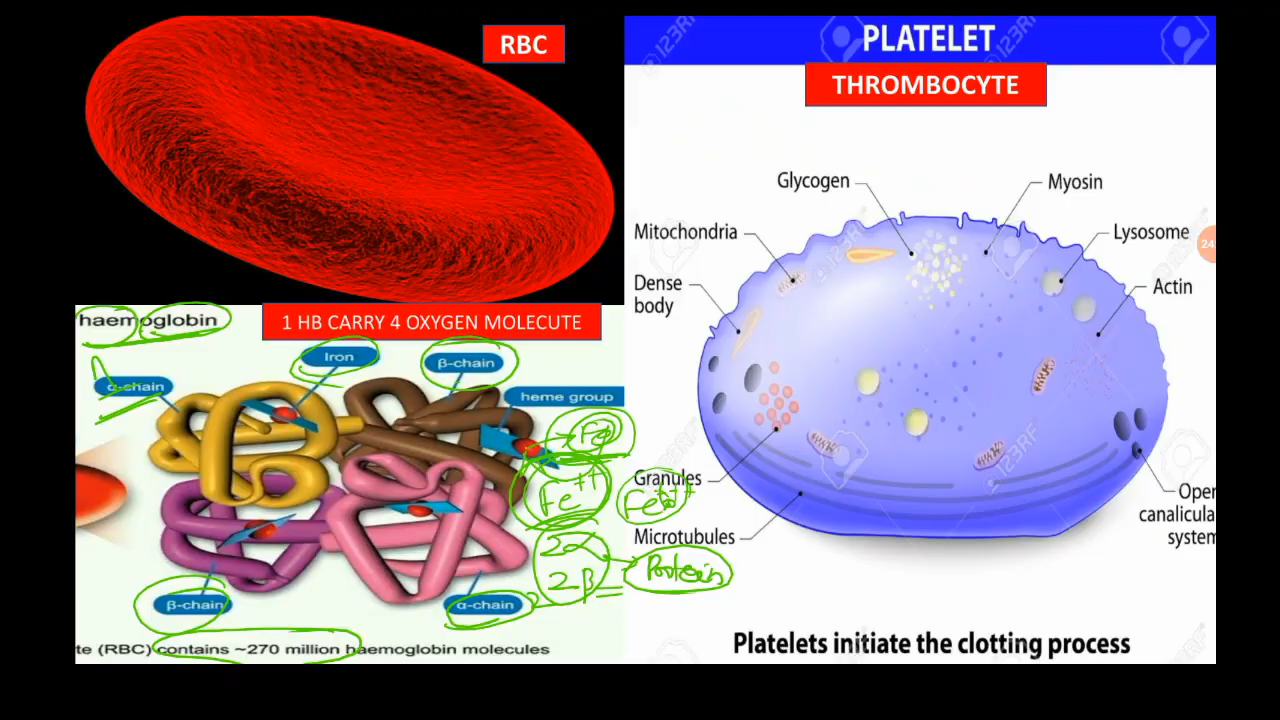 RBC
haemoglobin
1 HB CARRY 4 OXYGEN MOLECUTE
Iron
β-chain
α-chain
heme group
Fe
Fe++
Fe+++
2α
2β
Protein
β-chain
α-chain
te (RBC) contains ~270 million haemoglobin molecules
PLATELET
THROMBOCYTE
Glycogen
Myosin
Mitochondria
Lysosome
Dense
body
Actin
Granules
Microtubules
Open
canalicula
system
Platelets initiate the clotting process
123RF
24